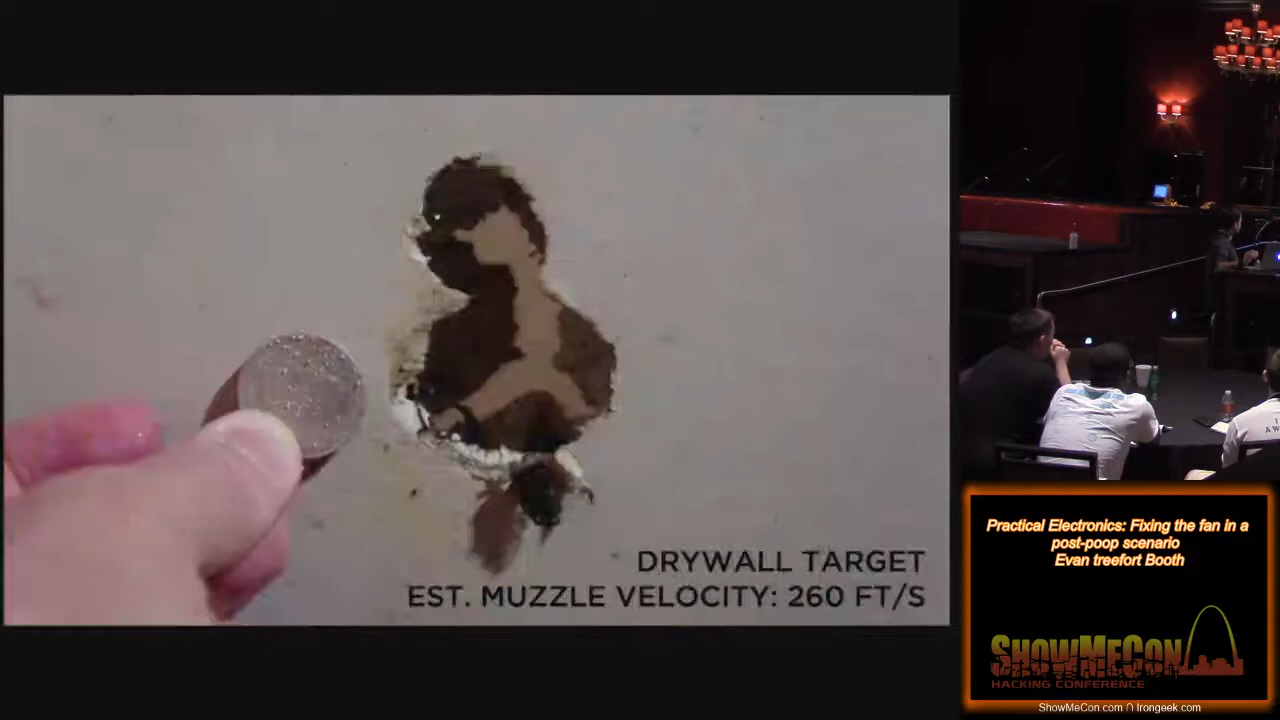 DRYWALL TARGET
EST. MUZZLE VELOCITY: 260 FT/S
Practical Electronics: Fixing the fan in a
post-poop scenario
Evan treefort Booth
SHOWMECON
HACKING CONFERENCE
ShowMeCon.com ∩ Irongeek.com